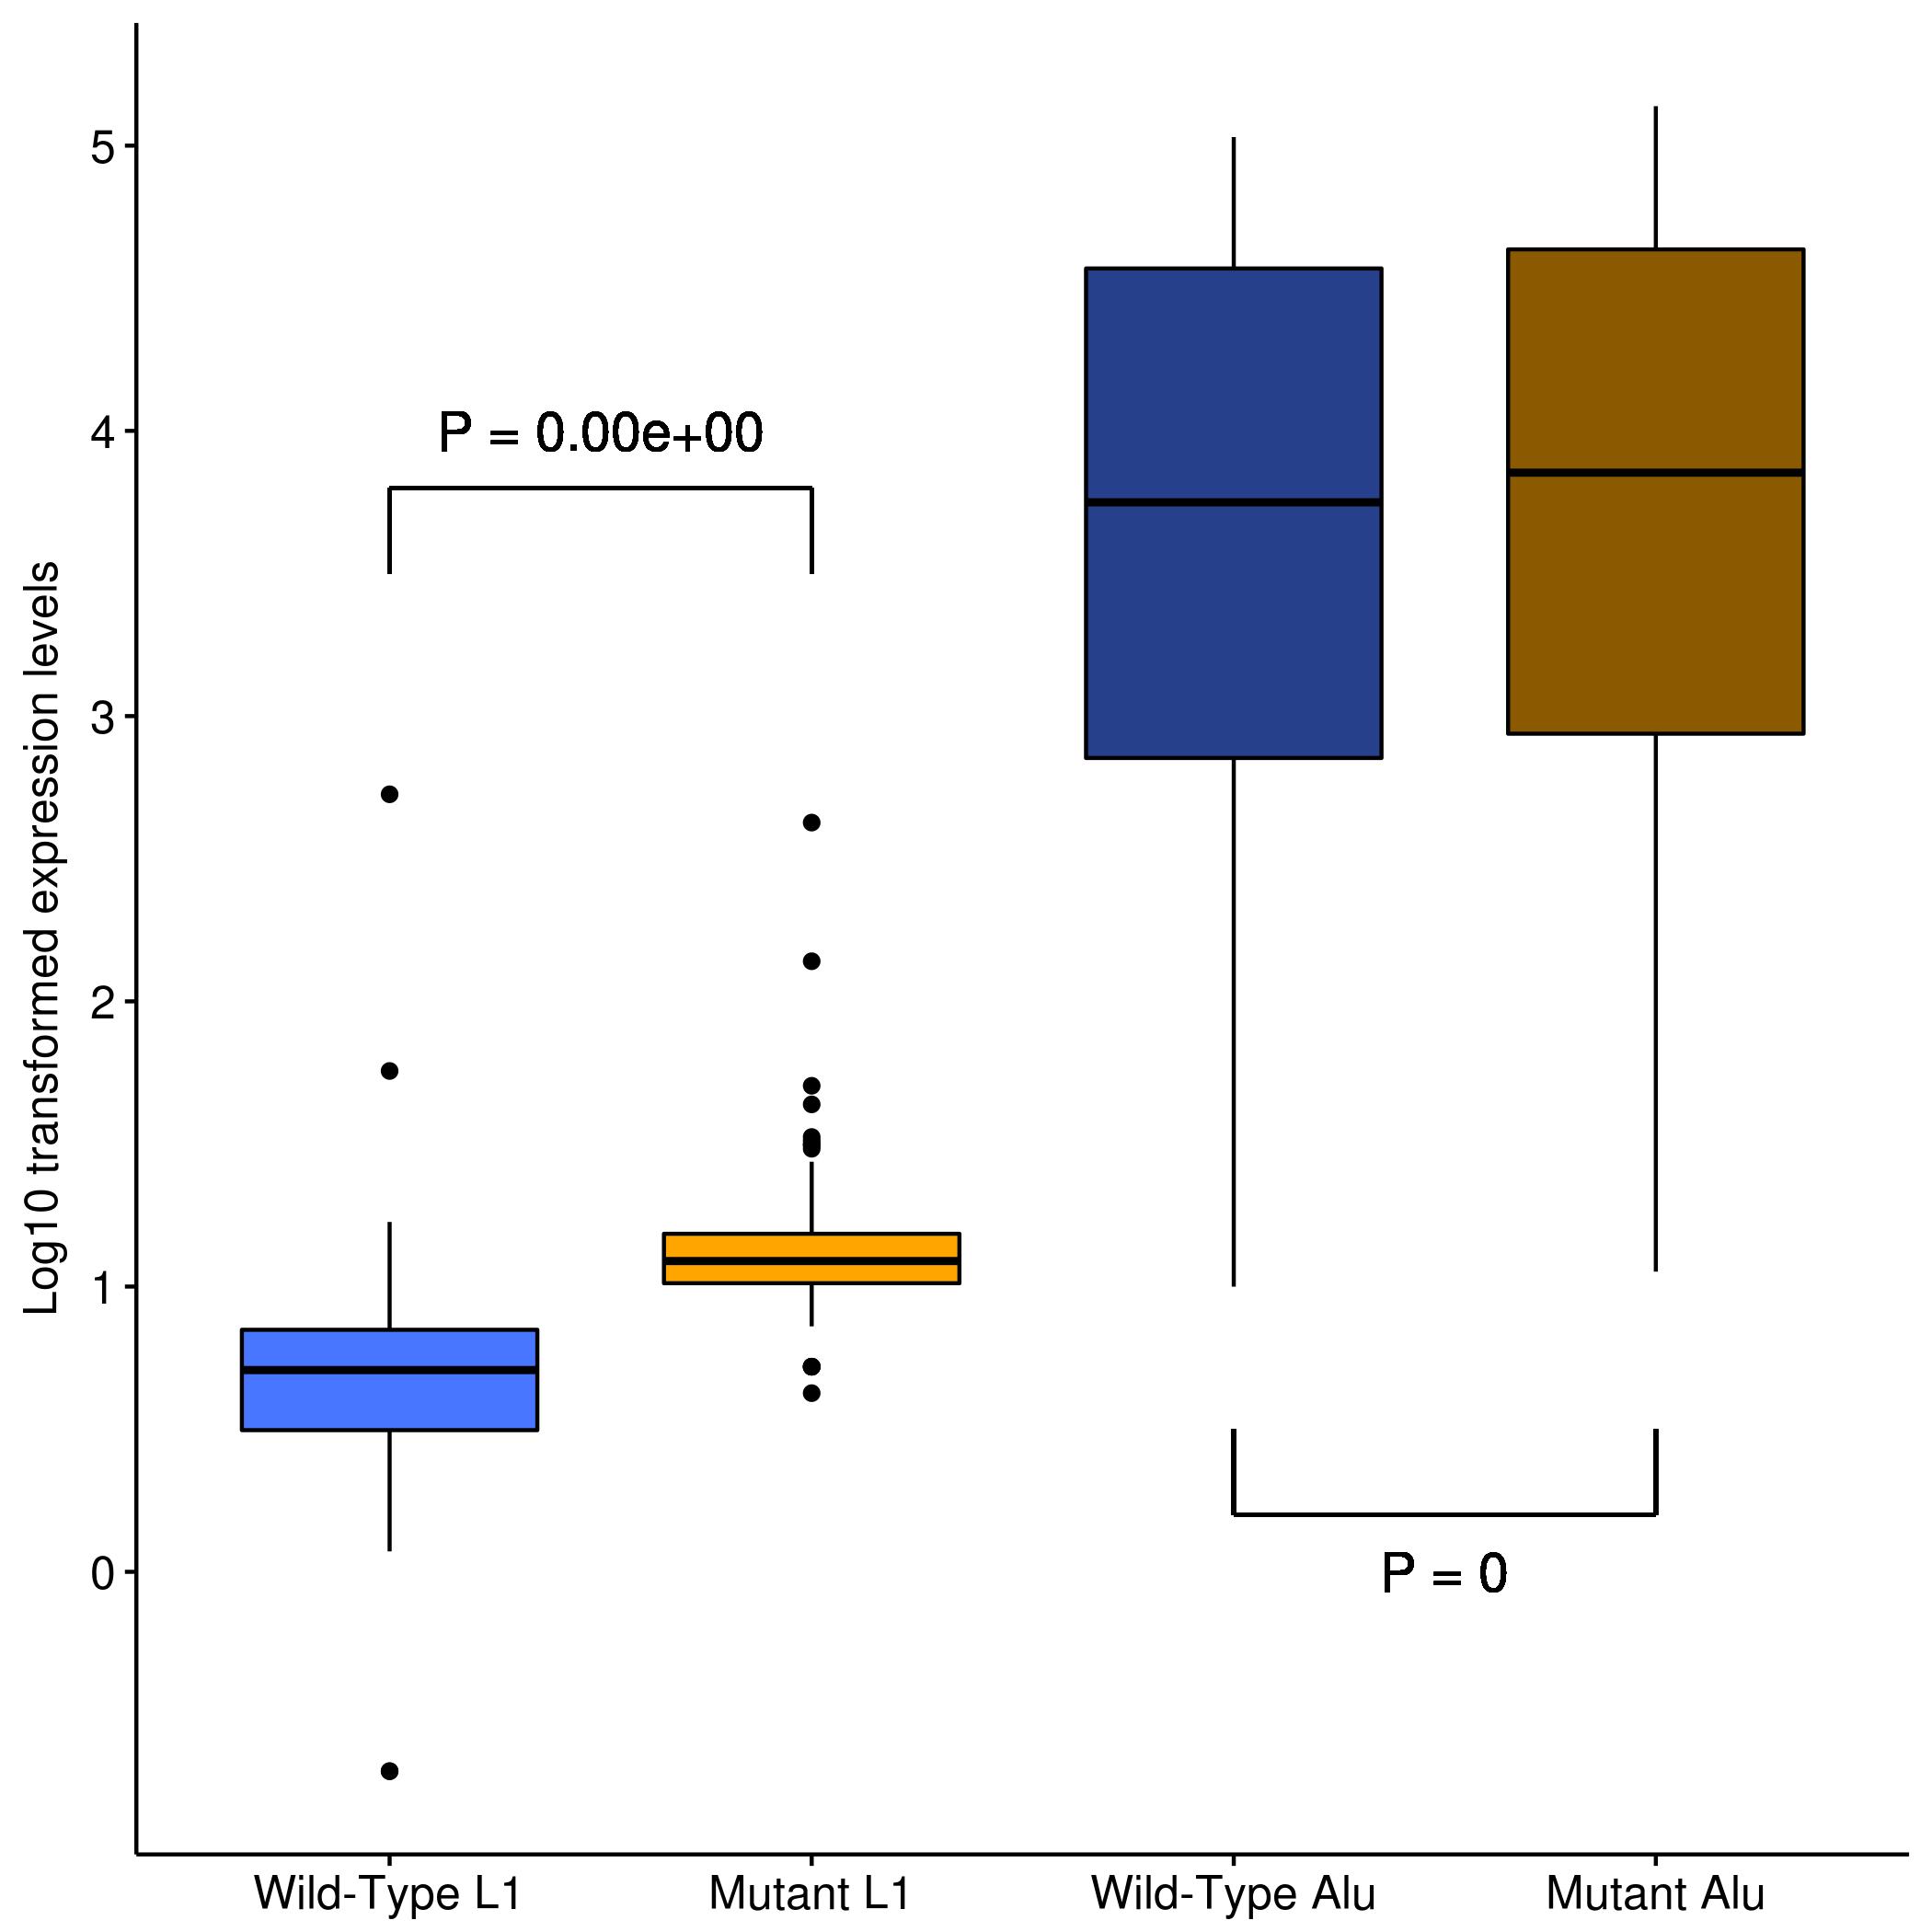 Log10 transformed expression levels
5
4
3
2
1
0
P = 0.00e+00
P = 0
Wild-Type L1
Mutant L1
Wild-Type Alu
Mutant Alu